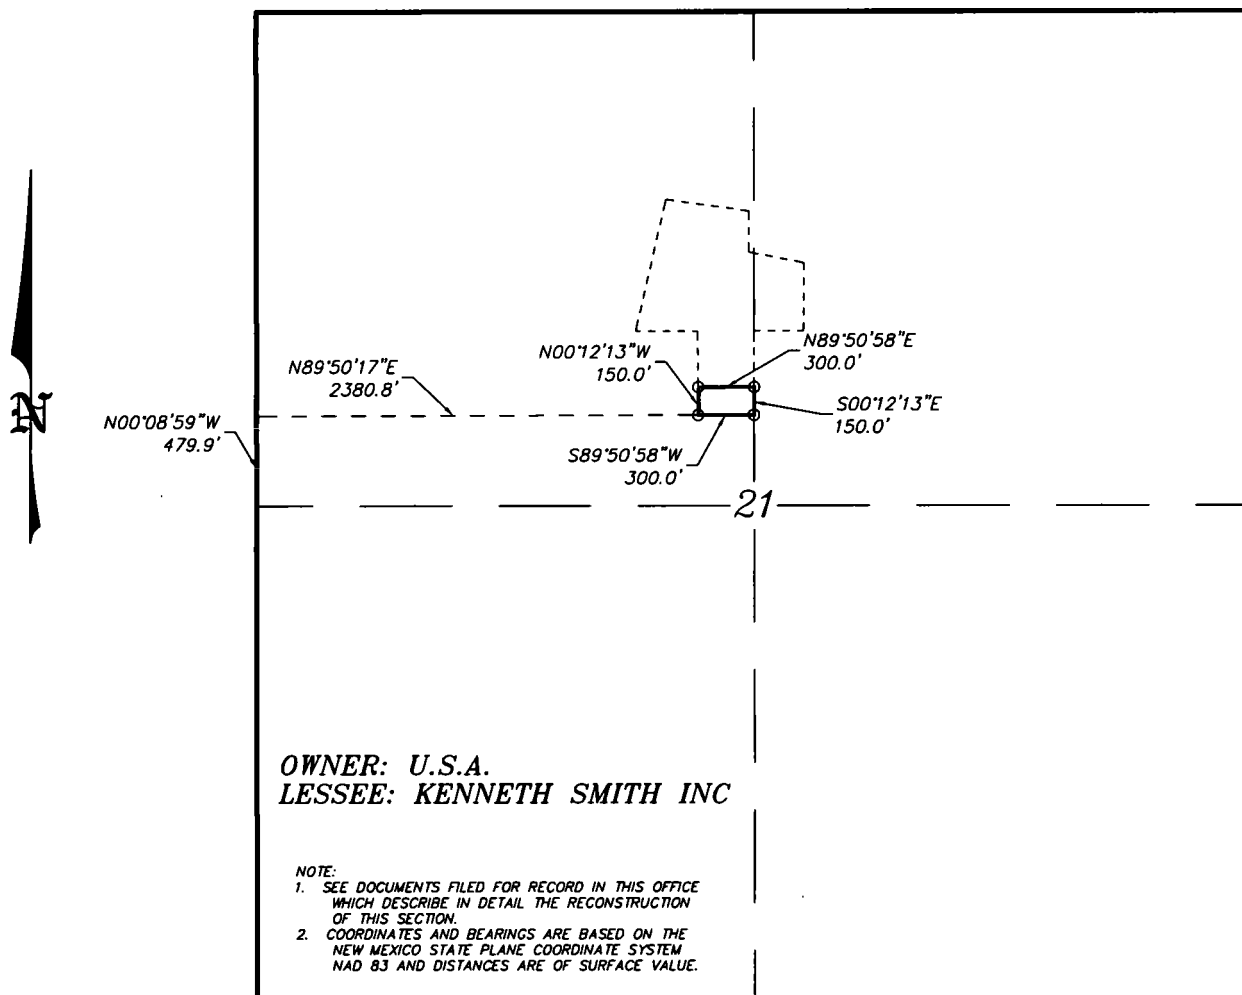 N00°12'13"W
150.0'
N89°50'58"E
300.0'
N89°50'17"E
2380.8'
N
S00°12'13"E
150.0'
N00°08'59"W
479.9'
S89°50'58"W
300.0'
21
OWNER: U.S.A.
LESSEE: KENNETH SMITH INC
NOTE:
1. SEE DOCUMENTS FILED FOR RECORD IN THIS OFFICE
WHICH DESCRIBE IN DETAIL THE RECONSTRUCTION
OF THIS SECTION.
2. COORDINATES AND BEARINGS ARE BASED ON THE
NEW MEXICO STATE PLANE COORDINATE SYSTEM
NAD 83 AND DISTANCES ARE OF SURFACE VALUE.